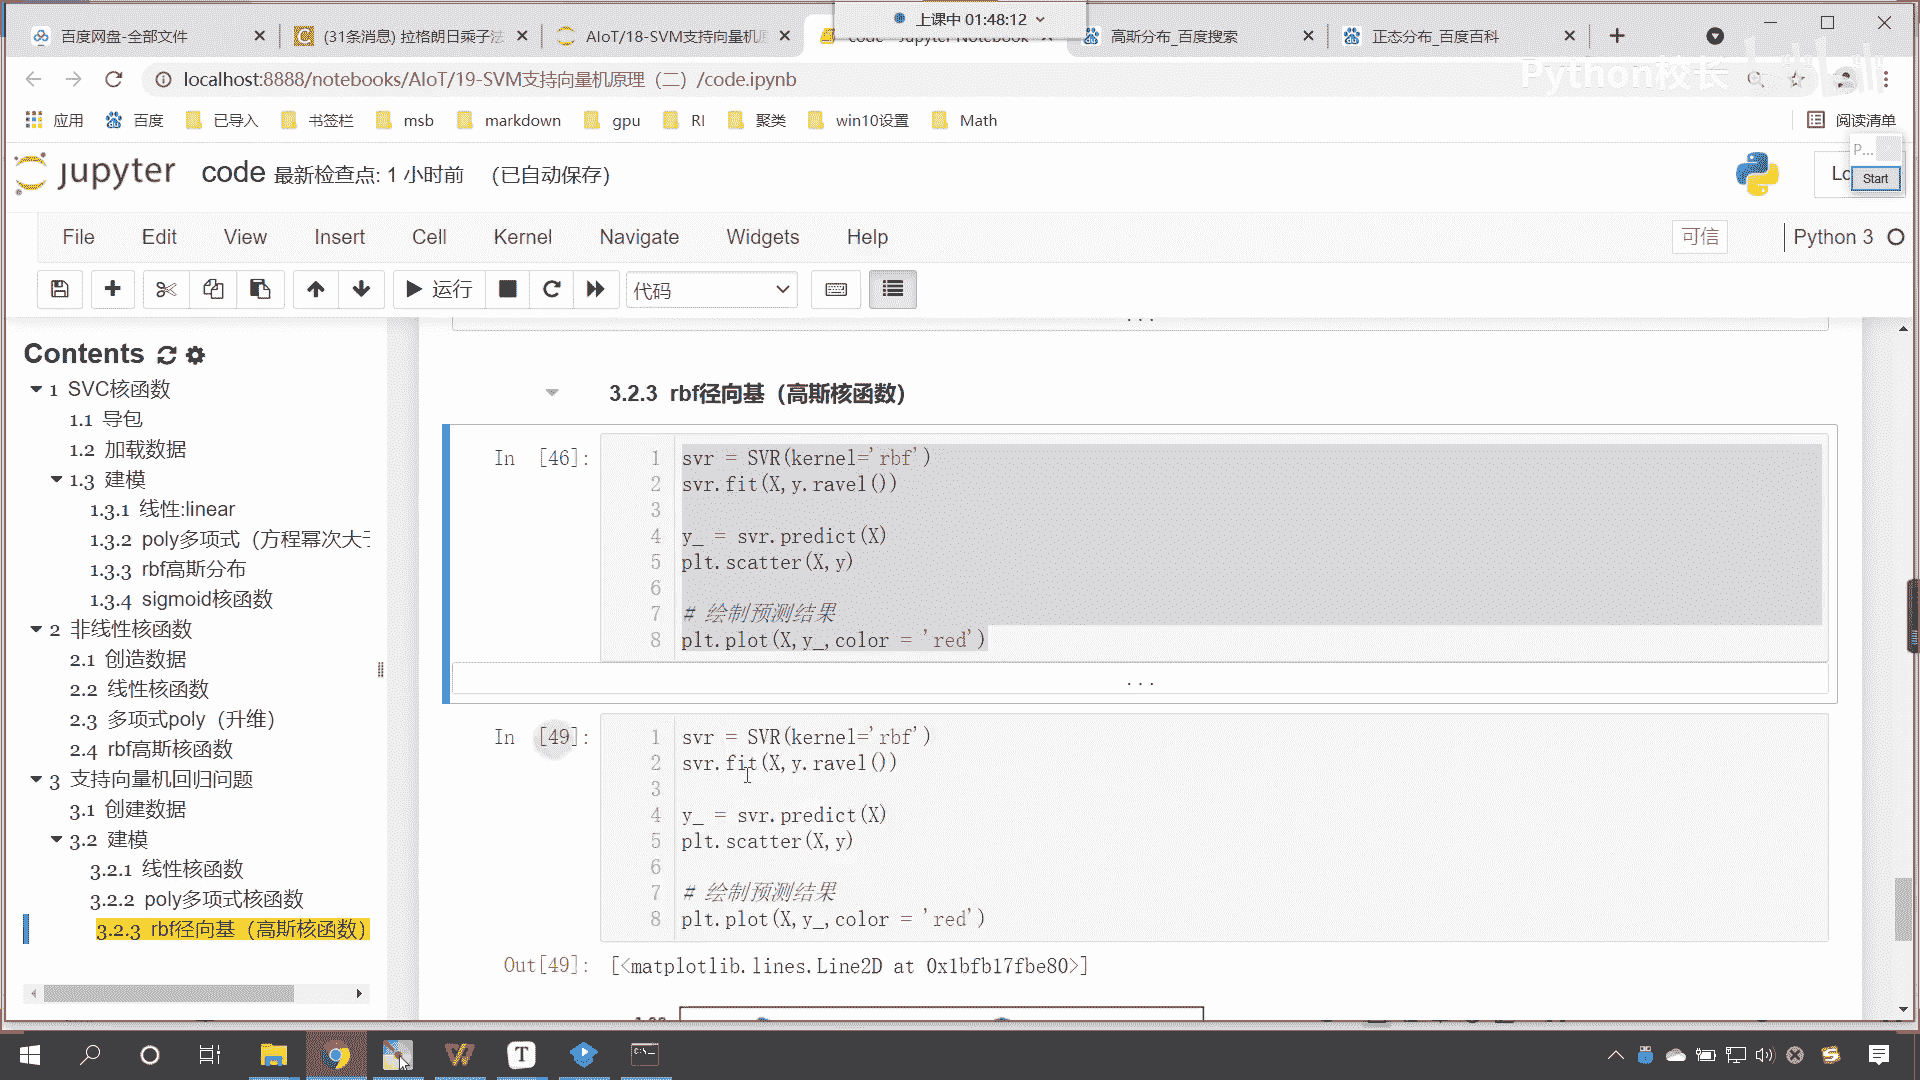 上课中 01:48:12
百度网盘-全部文件
(31条消息) 拉格朗日乘子法
AIoT/18-SVM支持向量机原
code - Jupyter Notebook
高斯分布_百度搜索
正态分布_百度百科
Python校长
localhost:8888/notebooks/AIoT/19-SVM支持向量机原理（二）/code.ipynb
应用
百度
已导入
书签栏
msb
markdown
gpu
RI
聚类
win10设置
Math
阅读清单
P...
Start
jupyter
code 最新检查点: 1 小时前 (已自动保存)
Lo
File Edit View Insert Cell Kernel Navigate Widgets Help
可信
Python 3
运行
代码
Contents
1 SVC核函数
1.1 导包
1.2 加载数据
1.3 建模
1.3.1 线性:linear
1.3.2 poly多项式（方程幂次大于
1.3.3 rbf高斯分布
1.3.4 sigmoid核函数
2 非线性核函数
2.1 创造数据
2.2 线性核函数
2.3 多项式poly（升维）
2.4 rbf高斯核函数
3 支持向量机回归问题
3.1 创建数据
3.2 建模
3.2.1 线性核函数
3.2.2 poly多项式核函数
3.2.3 rbf径向基（高斯核函数）
...
3.2.3 rbf径向基（高斯核函数）
In [46]:
1 svr = SVR(kernel='rbf')
2 svr.fit(X,y.ravel())
3
4 y_ = svr.predict(X)
5 plt.scatter(X,y)
6
7 # 绘制预测结果
8 plt.plot(X,y_,color = 'red')
...
In [49]:
1 svr = SVR(kernel='rbf')
2 svr.fit(X,y.ravel())
3
4 y_ = svr.predict(X)
5 plt.scatter(X,y)
6
7 # 绘制预测结果
8 plt.plot(X,y_,color = 'red')
Out[49]: [<matplotlib.lines.Line2D at 0x1bfb17fbe80>]